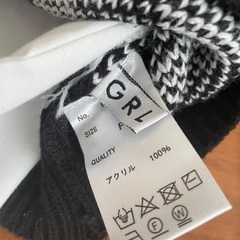 GRL
No.
SIZE F
QUALITY
アクリル 100%